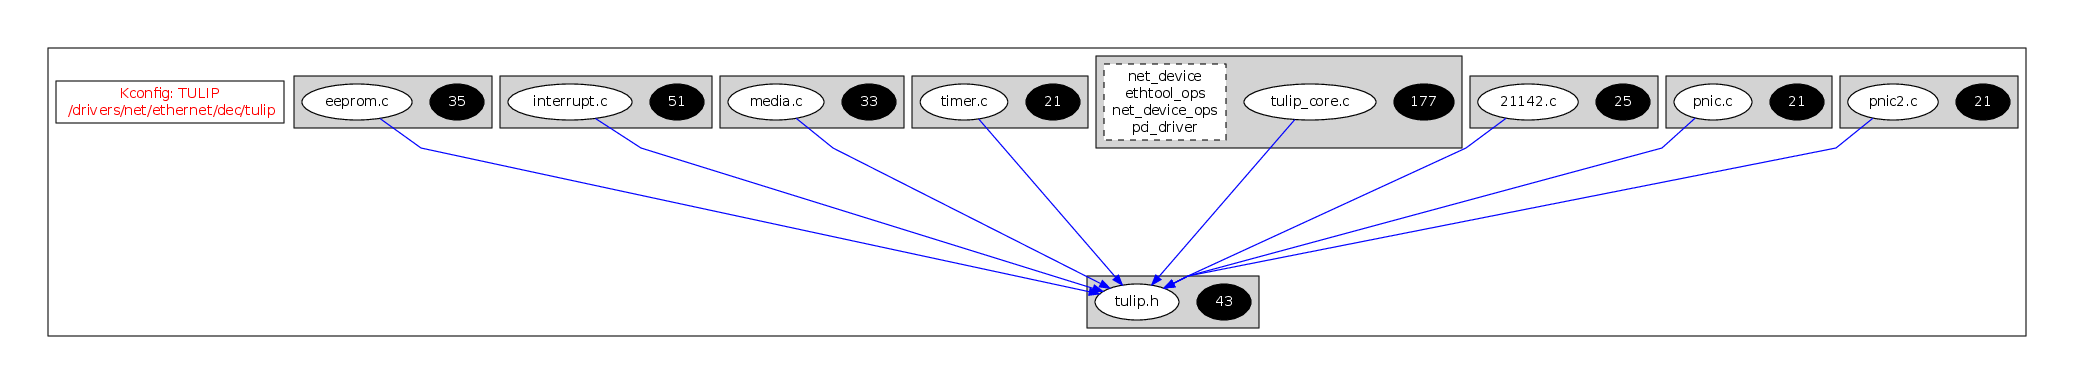 Kconfig: TULIP
/drivers/net/ethernet/dec/tulip
eeprom.c
35
interrupt.c
51
media.c
33
timer.c
21
net_device
ethtool_ops
net_device_ops
pci_driver
tulip_core.c
177
21142.c
25
pnic.c
21
pnic2.c
21
tulip.h
43